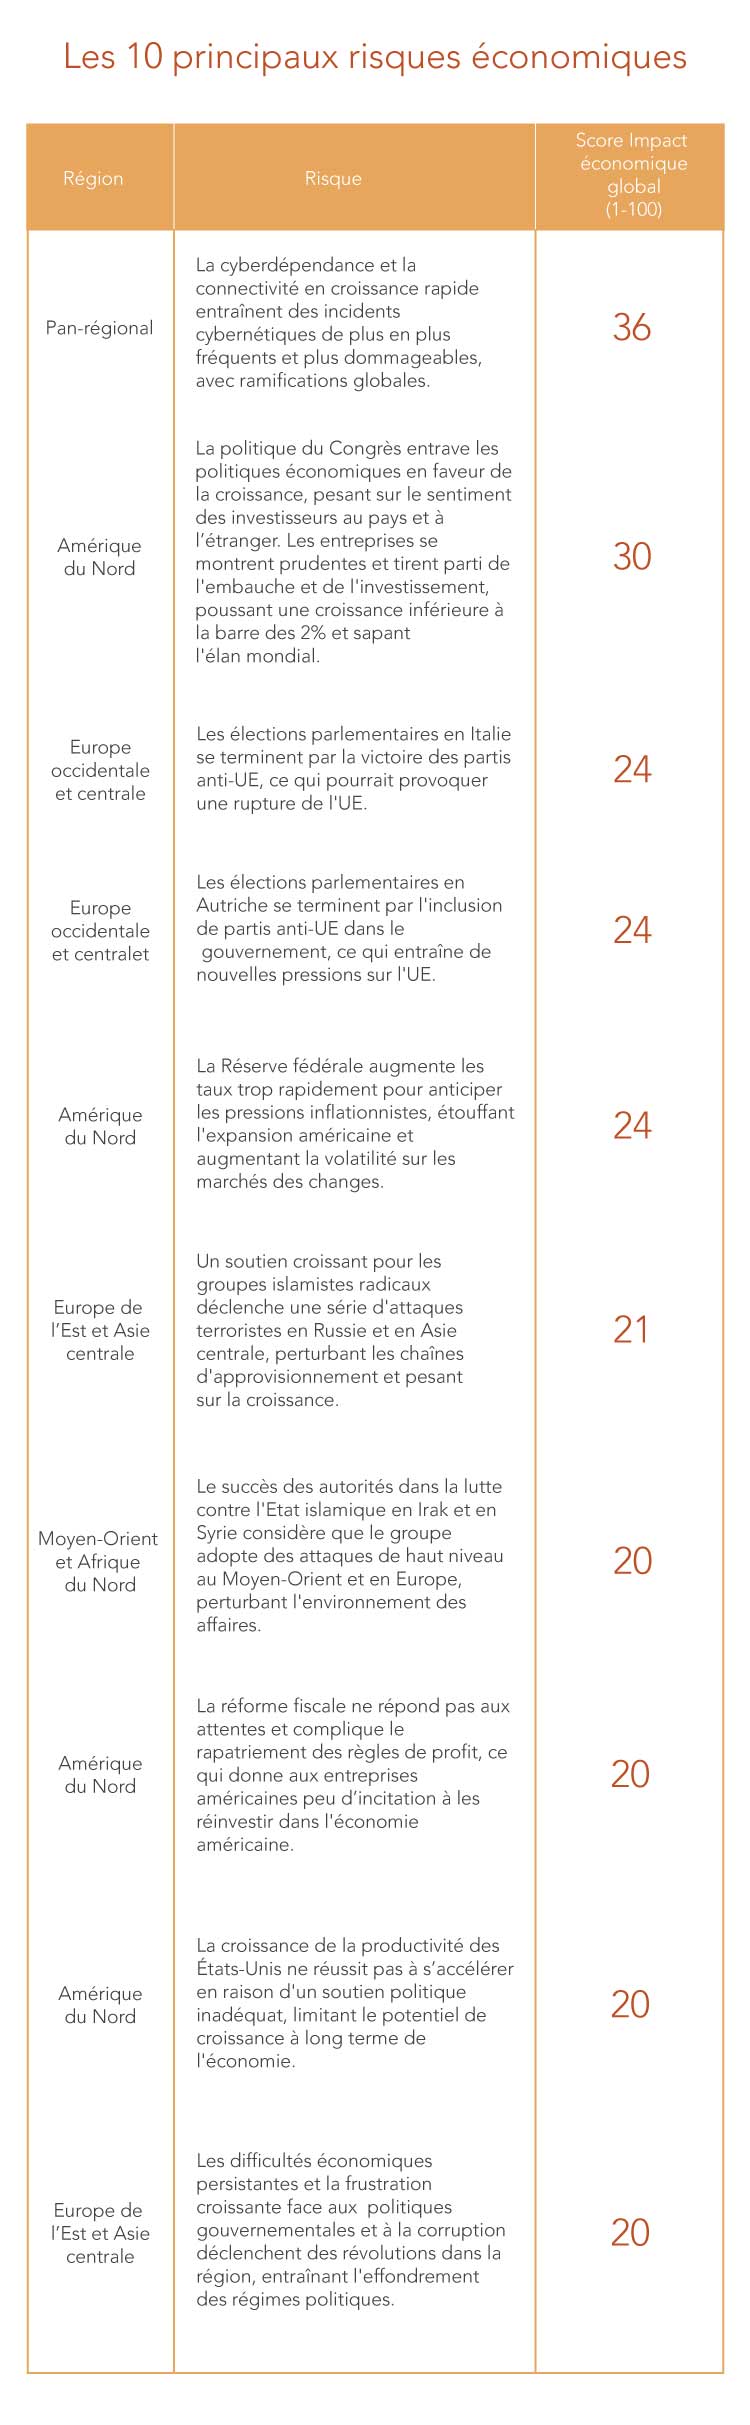 Les 10 principaux risques économiques
Région
Risque
Score Impact
économique
global
(1-100)
Pan-régional
La cyberdépendance et la
connectivité en croissance rapide
entraînent des incidents
cybernétiques de plus en plus
fréquents et plus dommageables,
avec ramifications globales.
36
Amérique
du Nord
La politique du Congrès entrave les
politiques économiques en faveur de
la croissance, pesant sur le sentiment
des investisseurs au pays et à
l’étranger. Les entreprises se
montrent prudentes et tirent parti de
l'embauche et de l'investissement,
poussant une croissance inférieure à
la barre des 2% et sapant
l'élan mondial.
30
Europe
occidentale
et centrale
Les élections parlementaires en Italie
se terminent par la victoire des partis
anti-UE, ce qui pourrait provoquer
une rupture de l'UE.
24
Europe
occidentale
et centralet
Les élections parlementaires en
Autriche se terminent par l'inclusion
de partis anti-UE dans le
gouvernement, ce qui entraîne de
nouvelles pressions sur l'UE.
24
Amérique
du Nord
La Réserve fédérale augmente les
taux trop rapidement pour anticiper
les pressions inflationnistes, étouffant
l'expansion américaine et
augmentant la volatilité sur les
marchés des changes.
24
Europe de
l’Est et Asie
centrale
Un soutien croissant pour les
groupes islamistes radicaux
déclenche une série d'attaques
terroristes en Russie et en Asie
centrale, perturbant les chaînes
d'approvisionnement et pesant
sur la croissance.
21
Moyen-Orient
et Afrique
du Nord
Le succès des autorités dans la lutte
contre l'Etat islamique en Irak et en
Syrie considère que le groupe
adopte des attaques de haut niveau
au Moyen-Orient et en Europe,
perturbant l'environnement des
affaires.
20
Amérique
du Nord
La réforme fiscale ne répond pas aux
attentes et complique le
rapatriement des règles de profit, ce
qui donne aux entreprises
américaines peu d’incitation à les
réinvestir dans l'économie
américaine.
20
Amérique
du Nord
La croissance de la productivité des
États-Unis ne réussit pas à s’accélérer
en raison d'un soutien politique
inadéquat, limitant le potentiel de
croissance à long terme de
l'économie.
20
Europe de
l’Est et Asie
centrale
Les difficultés économiques
persistantes et la frustration
croissante face aux politiques
gouvernementales et à la corruption
déclenchent des révolutions dans la
région, entraînant l'effondrement
des régimes politiques.
20